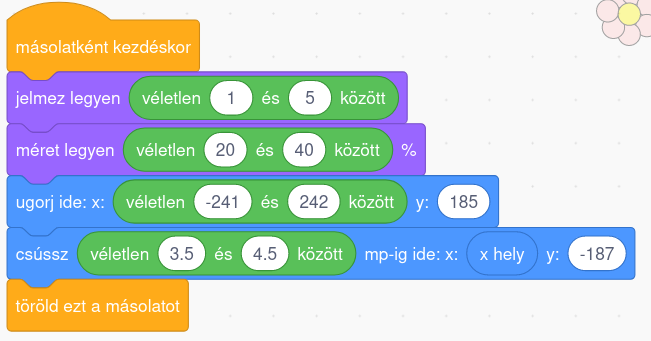 másolatként kezdéskor
jelmez legyen véletlen 1 és 5 között
méret legyen véletlen 20 és 40 között %
ugorj ide: x: véletlen -241 és 242 között y: 185
csússz véletlen 3.5 és 4.5 között mp-ig ide: x: x hely y: -187
töröld ezt a másolatot